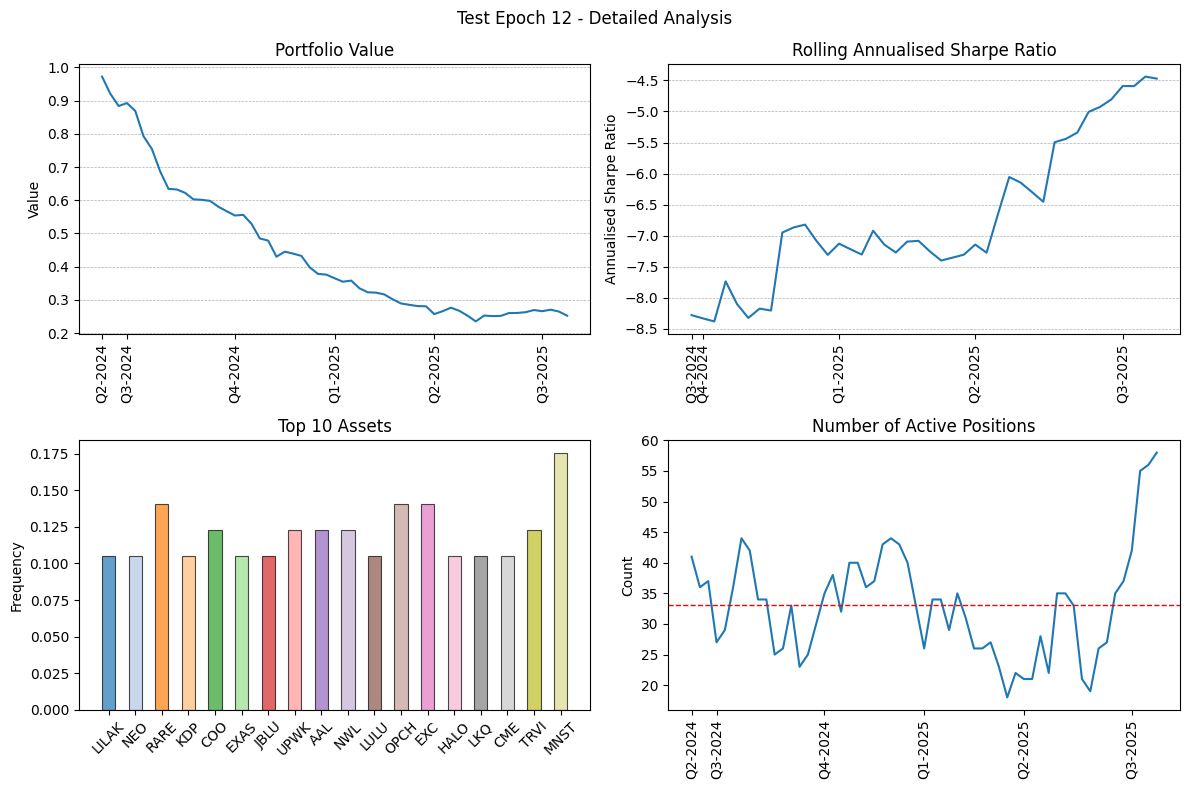 Test Epoch 12 - Detailed Analysis
Portfolio Value
Value
1.0
0.9
0.8
0.7
0.6
0.5
0.4
0.3
0.2
Q2-2024
Q3-2024
Q4-2024
Q1-2025
Q2-2025
Q3-2025
Rolling Annualised Sharpe Ratio
Annualised Sharpe Ratio
−4.5
−5.0
−5.5
−6.0
−6.5
−7.0
−7.5
−8.0
−8.5
Q3-2024
Q4-2024
Q1-2025
Q2-2025
Q3-2025
Top 10 Assets
Frequency
0.175
0.150
0.125
0.100
0.075
0.050
0.025
0.000
LILAK
NEO
RARE
KDP
COO
EXAS
JBLU
UPWK
AAL
NWL
LULU
OPCH
EXC
HALO
LKQ
CME
TRVI
MNST
Number of Active Positions
Count
60
55
50
45
40
35
30
25
20
Q2-2024
Q3-2024
Q4-2024
Q1-2025
Q2-2025
Q3-2025